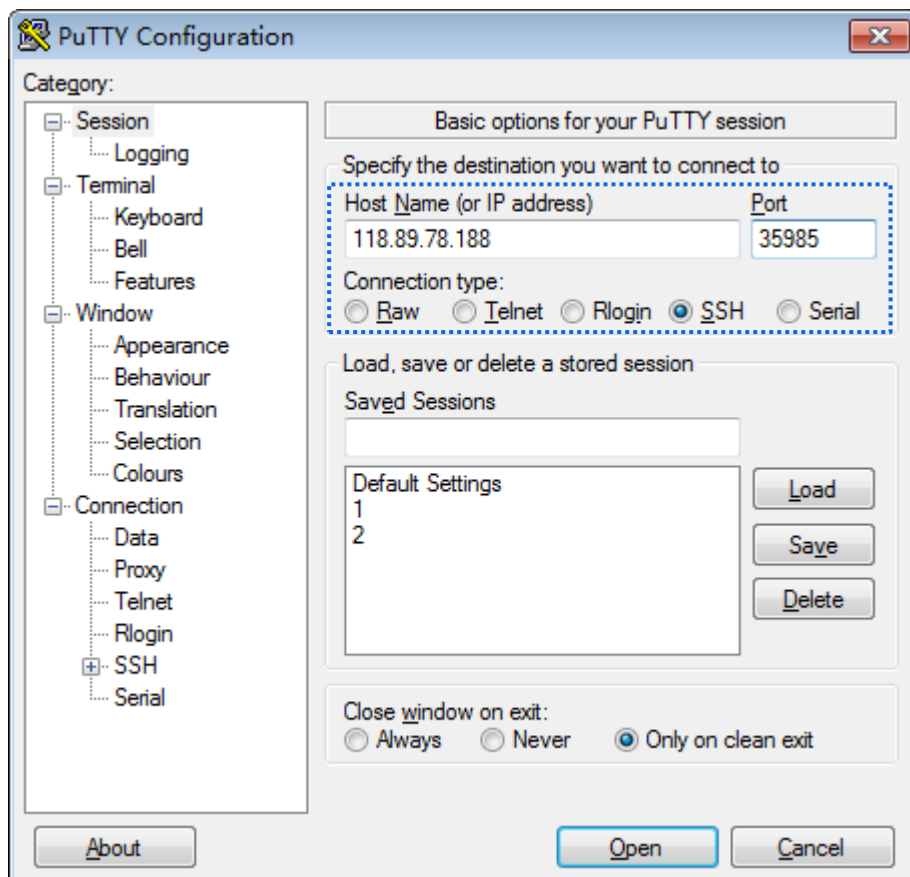 PuTTY Configuration
Category:
Session
Logging
Terminal
Keyboard
Bell
Features
Window
Appearance
Behaviour
Translation
Selection
Colours
Connection
Data
Proxy
Telnet
Rlogin
SSH
Serial
Basic options for your PuTTY session
Specify the destination you want to connect to
Host Name (or IP address) Port
118.89.78.188 35985
Connection type:
Raw Telnet Rlogin SSH Serial
Load, save or delete a stored session
Saved Sessions
Default Settings
1
2
Load
Save
Delete
Close window on exit:
Always Never Only on clean exit
About Open Cancel